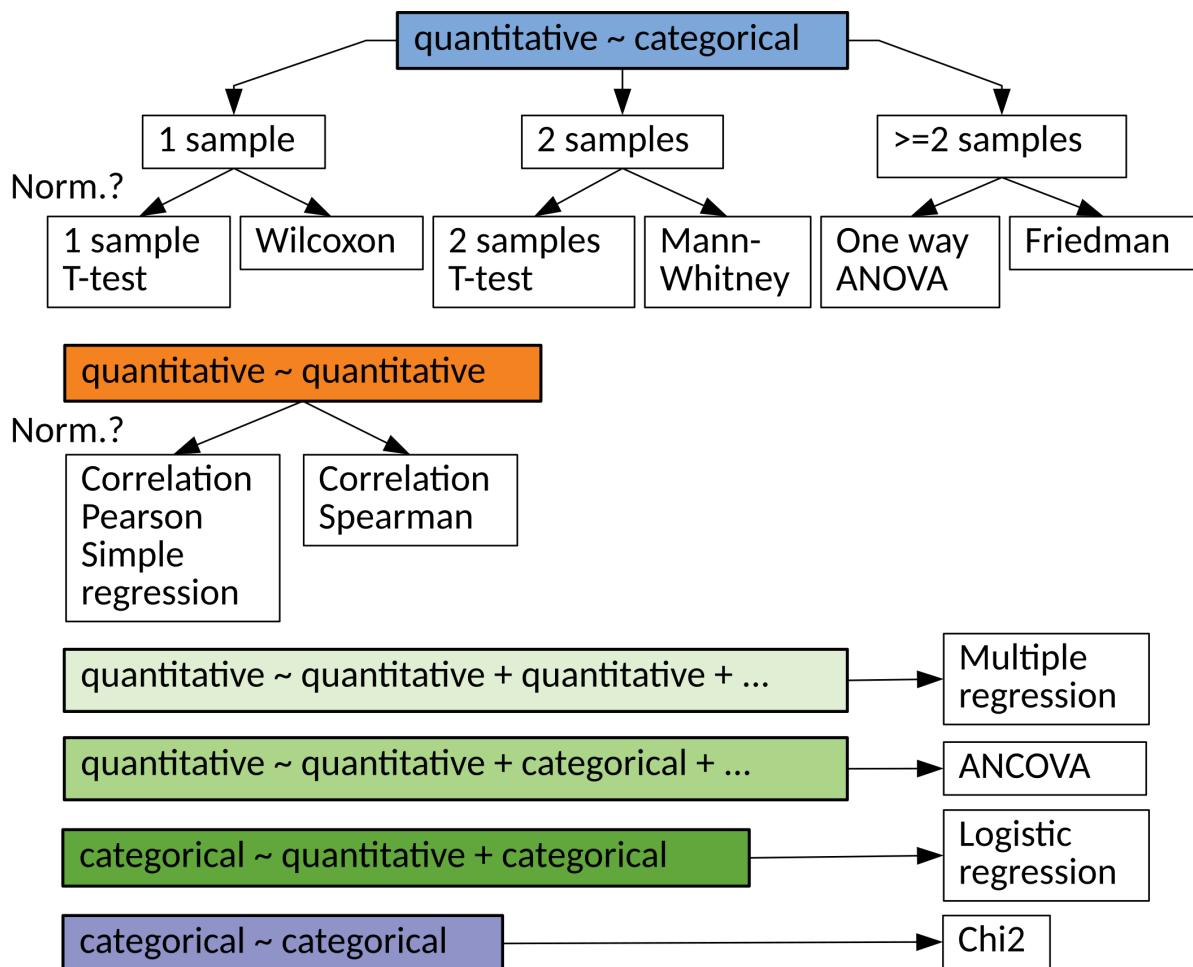 quantitative ~ categorical
1 sample
2 samples
>=2 samples
Norm.?
1 sample
T-test
Wilcoxon
2 samples
T-test
Mann-
Whitney
One way
ANOVA
Friedman
quantitative ~ quantitative
Norm.?
Correlation
Pearson
Simple
regression
Correlation
Spearman
quantitative ~ quantitative + quantitative + ...
Multiple
regression
quantitative ~ quantitative + categorical + ...
ANCOVA
categorical ~ quantitative + categorical
Logistic
regression
categorical ~ categorical
Chi2